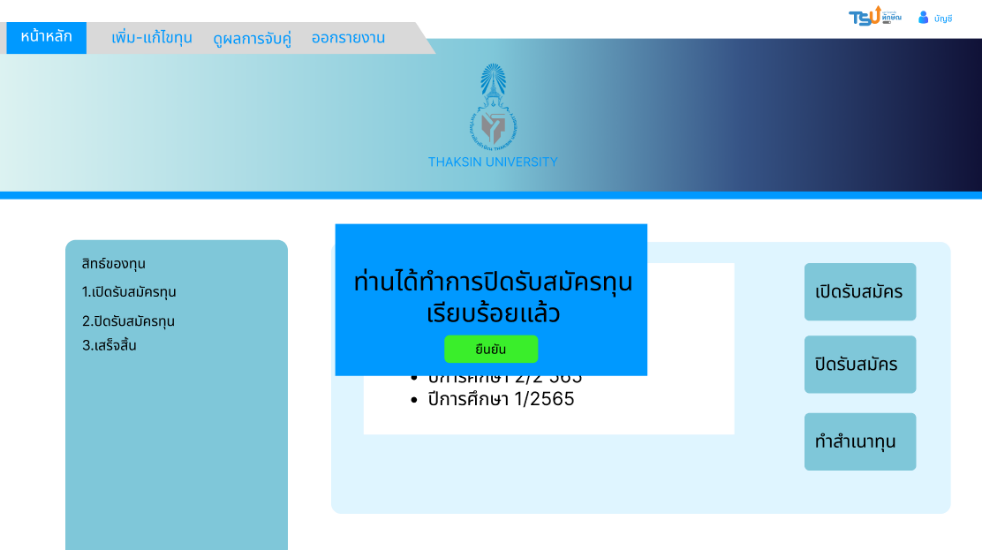 TSU ทักษิณ
บัญชี
หน้าหลัก
เพิ่ม-แก้ไขทุน
ดูผลการจับคู่
ออกรายงาน
THAKSIN UNIVERSITY
สิทธ์ของทุน
1.เปิดรับสมัครทุน
2.ปิดรับสมัครทุน
3.เสร็จสิ้น
ท่านได้ทำการปิดรับสมัครทุน
เรียบร้อยแล้ว
ยืนยัน
• ปีการศึกษา 2/2 565
• ปีการศึกษา 1/2565
เปิดรับสมัคร
ปิดรับสมัคร
ทำสำเนาทุน